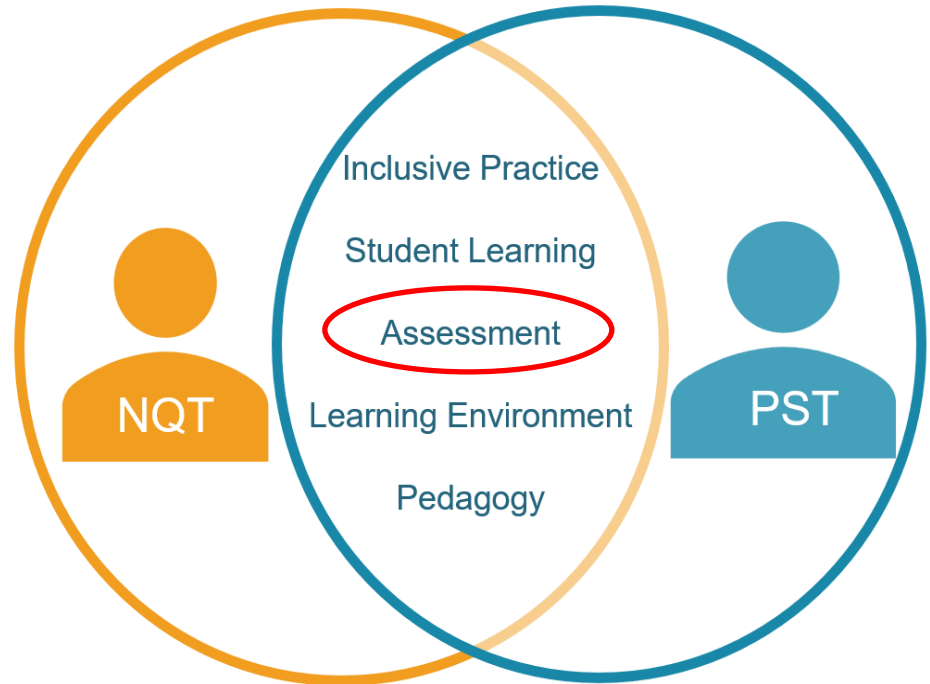 Inclusive Practice
Student Learning
Assessment
NQT
Learning Environment
PST
Pedagogy